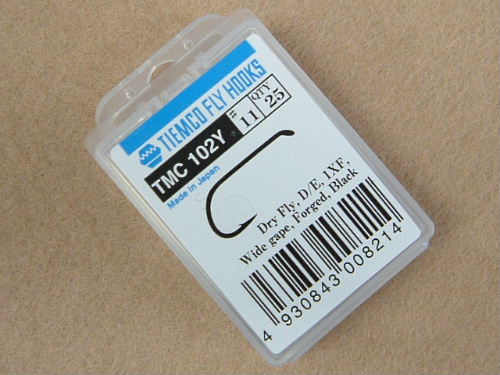 TIEMCO FLY HOOKS
TMC 102Y
# 11
QTY 25
Made in Japan
Dry Fly, D/E, 1XF,
Wide gape, Forged, Black
4 930843 008214